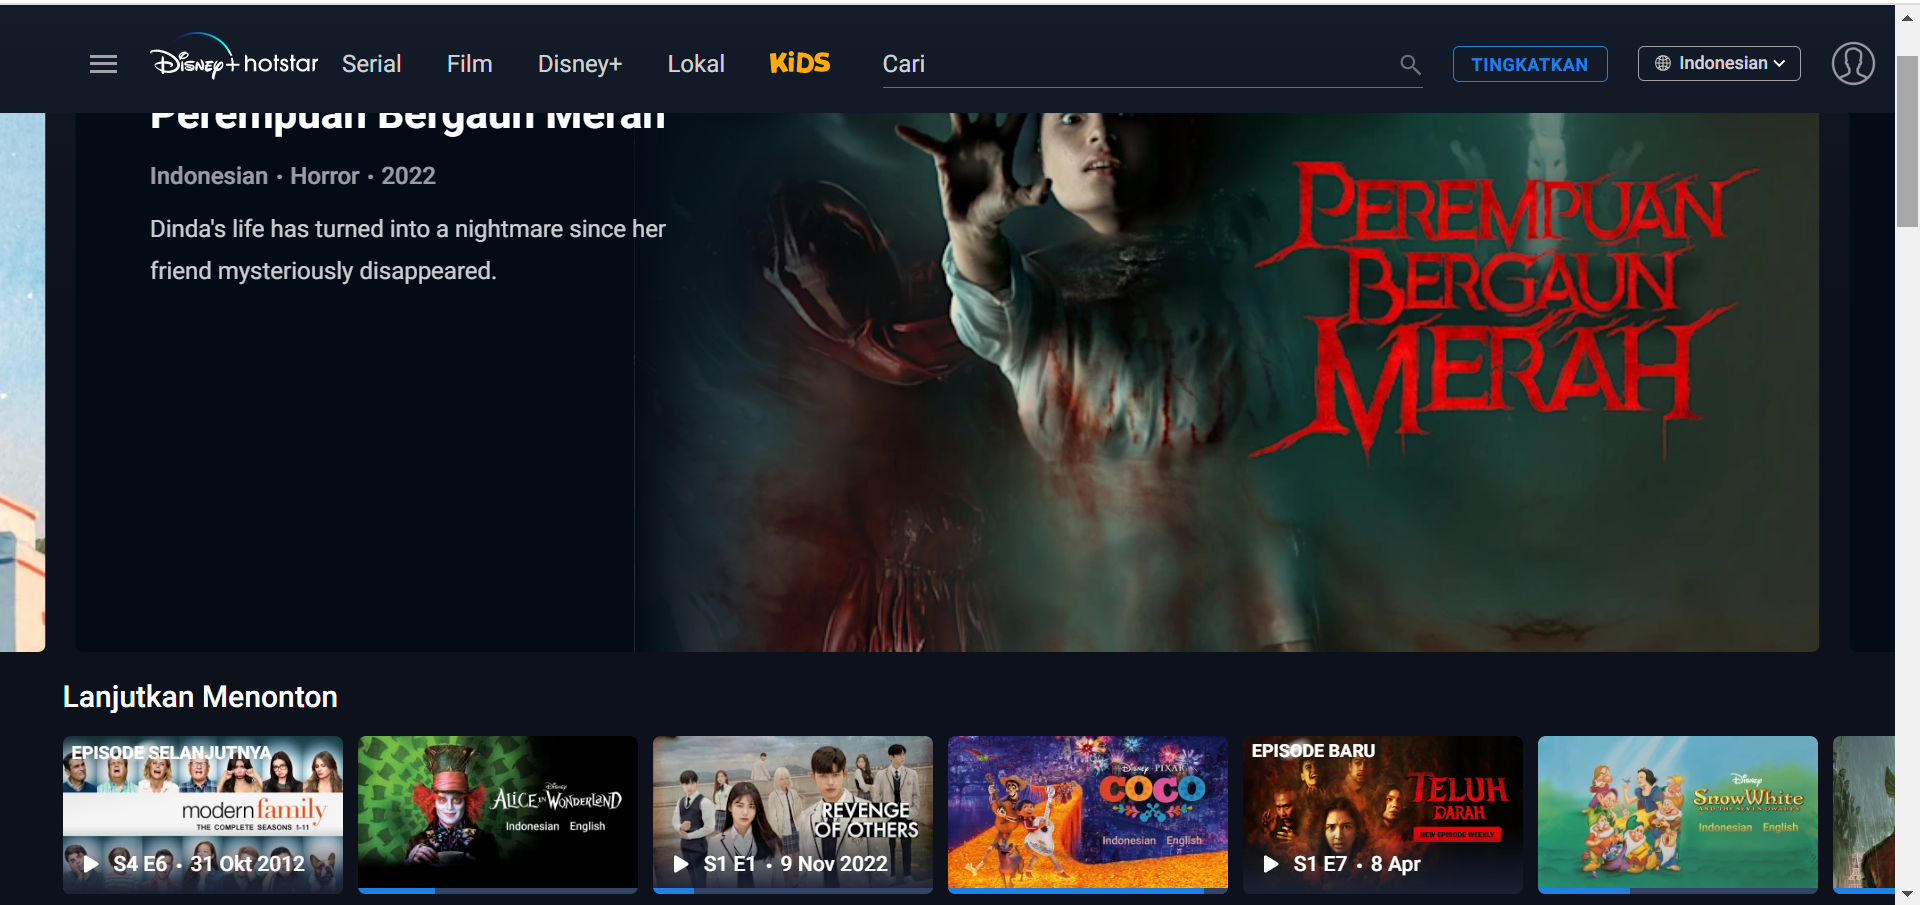 Disney+ hotstar
Serial
Film
Disney+
Lokal
KiDS
Cari
TINGKATKAN
Indonesian
Perempuan Bergaun Merah
Indonesian • Horror • 2022
Dinda's life has turned into a nightmare since her
friend mysteriously disappeared.
PEREMPUAN
BERGAUN
MERAH
Lanjutkan Menonton
EPISODE SELANJUTNYA
modern family
THE COMPLETE SEASONS 1-11
S4 E6 • 31 Okt 2012
Disney
ALICE IN WONDERLAND
Indonesian English
REVENGE
OF OTHERS
S1 E1 • 9 Nov 2022
Disney • PIXAR
COCO
Indonesian English
EPISODE BARU
TELUH
DARAH
NEW EPISODE WEEKLY
S1 E7 • 8 Apr
Disney
Snow White
AND THE SEVEN DWARFS
Indonesian English